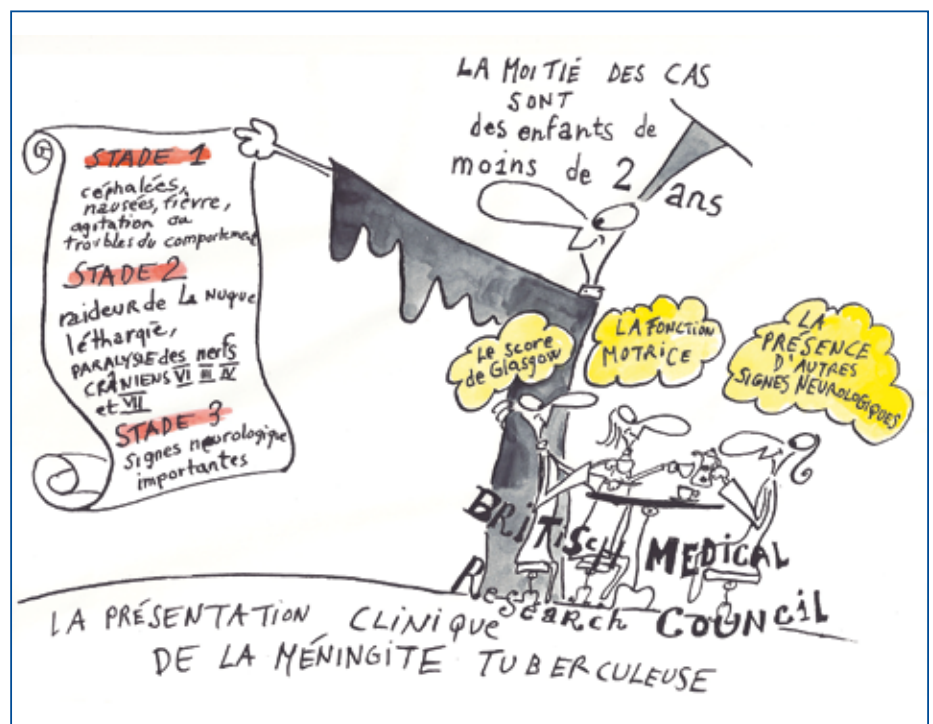 LA MOITIÉ DES CAS
SONT
des enfants de
moins de 2 ans
STADE 1
céphalées,
nausées, fièvre,
agitation ou
troubles du comportement
STADE 2
raideur de la nuque
léthargie,
PARALYSIE des nerfs
CRÂNIENS VI III IV
et VII
STADE 3
signes neurologique
importantes
Le score
de Glasgow
LA FONCTION
MOTRICE
LA
PRÉSENCE
D'AUTRES
SIGNES NEUROLOGIQUES
BRITISCH MEDICAL
Research COUNCIL
LA PRÉSENTATION CLINIQUE
DE LA MÉNINGITE TUBERCULEUSE